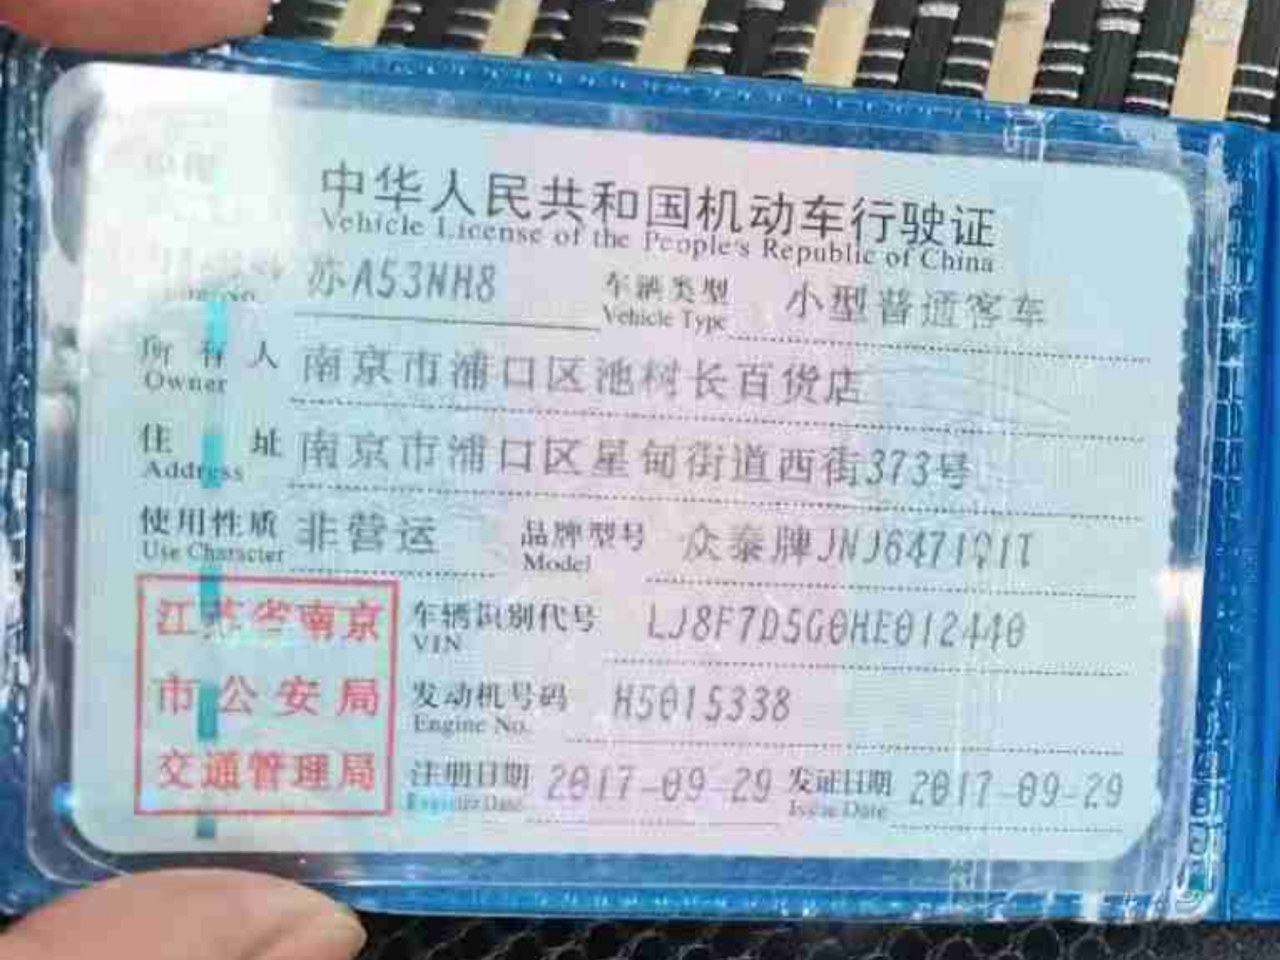 中华人民共和国机动车行驶证
Vehicle License of the People's Republic of China
苏A53NH8 车辆类型 小型普通客车
Vehicle Type
所有人 南京市浦口区池树长百货店
Owner
住址 南京市浦口区星甸街道西街373号
Address
使用性质 非营运 品牌型号 众泰牌JNJ6471QIT
Use Character Model
江苏省南京
市公安局
交通管理局
车辆识别代号 LJ8F7D5G0HE012440
VIN
发动机号码 H5015338
Engine No.
注册日期 2017-09-29 发证日期 2017-09-29
Register Date Issue Date